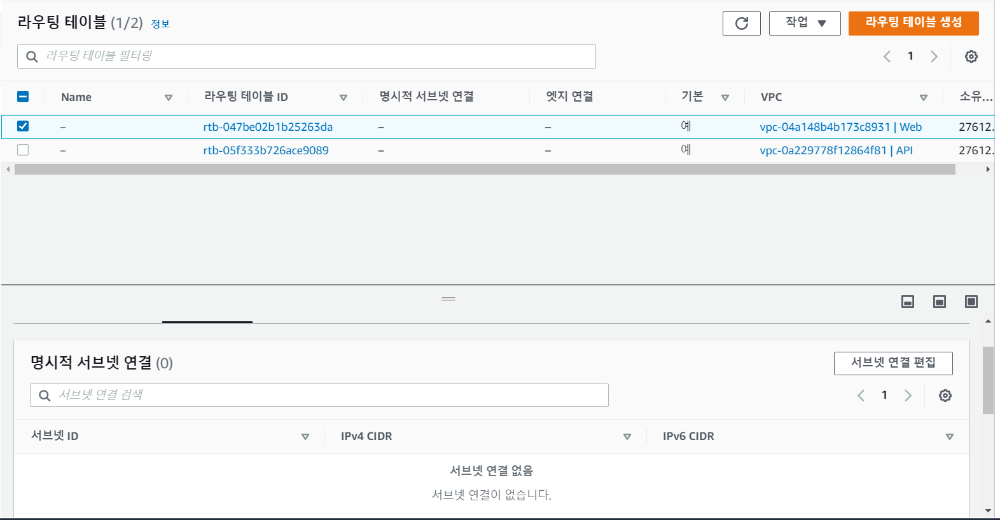 라우팅 테이블 (1/2) 정보
작업 ▼
라우팅 테이블 생성
라우팅 테이블 필터링
1
Name 라우팅 테이블 ID 명시적 서브넷 연결 엣지 연결 기본 VPC 소유...
– rtb-047be02b1b25263da – – 예 vpc-04a148b4b173c8931 | Web 27612.
– rtb-05f333b726ace9089 – – 예 vpc-0a229778f12864f81 | API 27612.
명시적 서브넷 연결 (0)
서브넷 연결 편집
서브넷 연결 검색
1
서브넷 ID IPv4 CIDR IPv6 CIDR
서브넷 연결 없음
서브넷 연결이 없습니다.